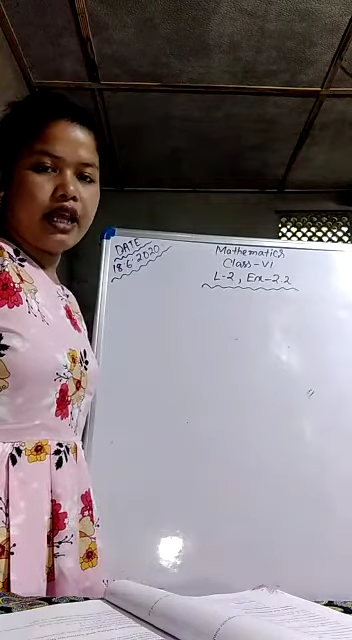 DATE
18.6.2020
Mathematics
Class-VI
L-2, Ex-2.2